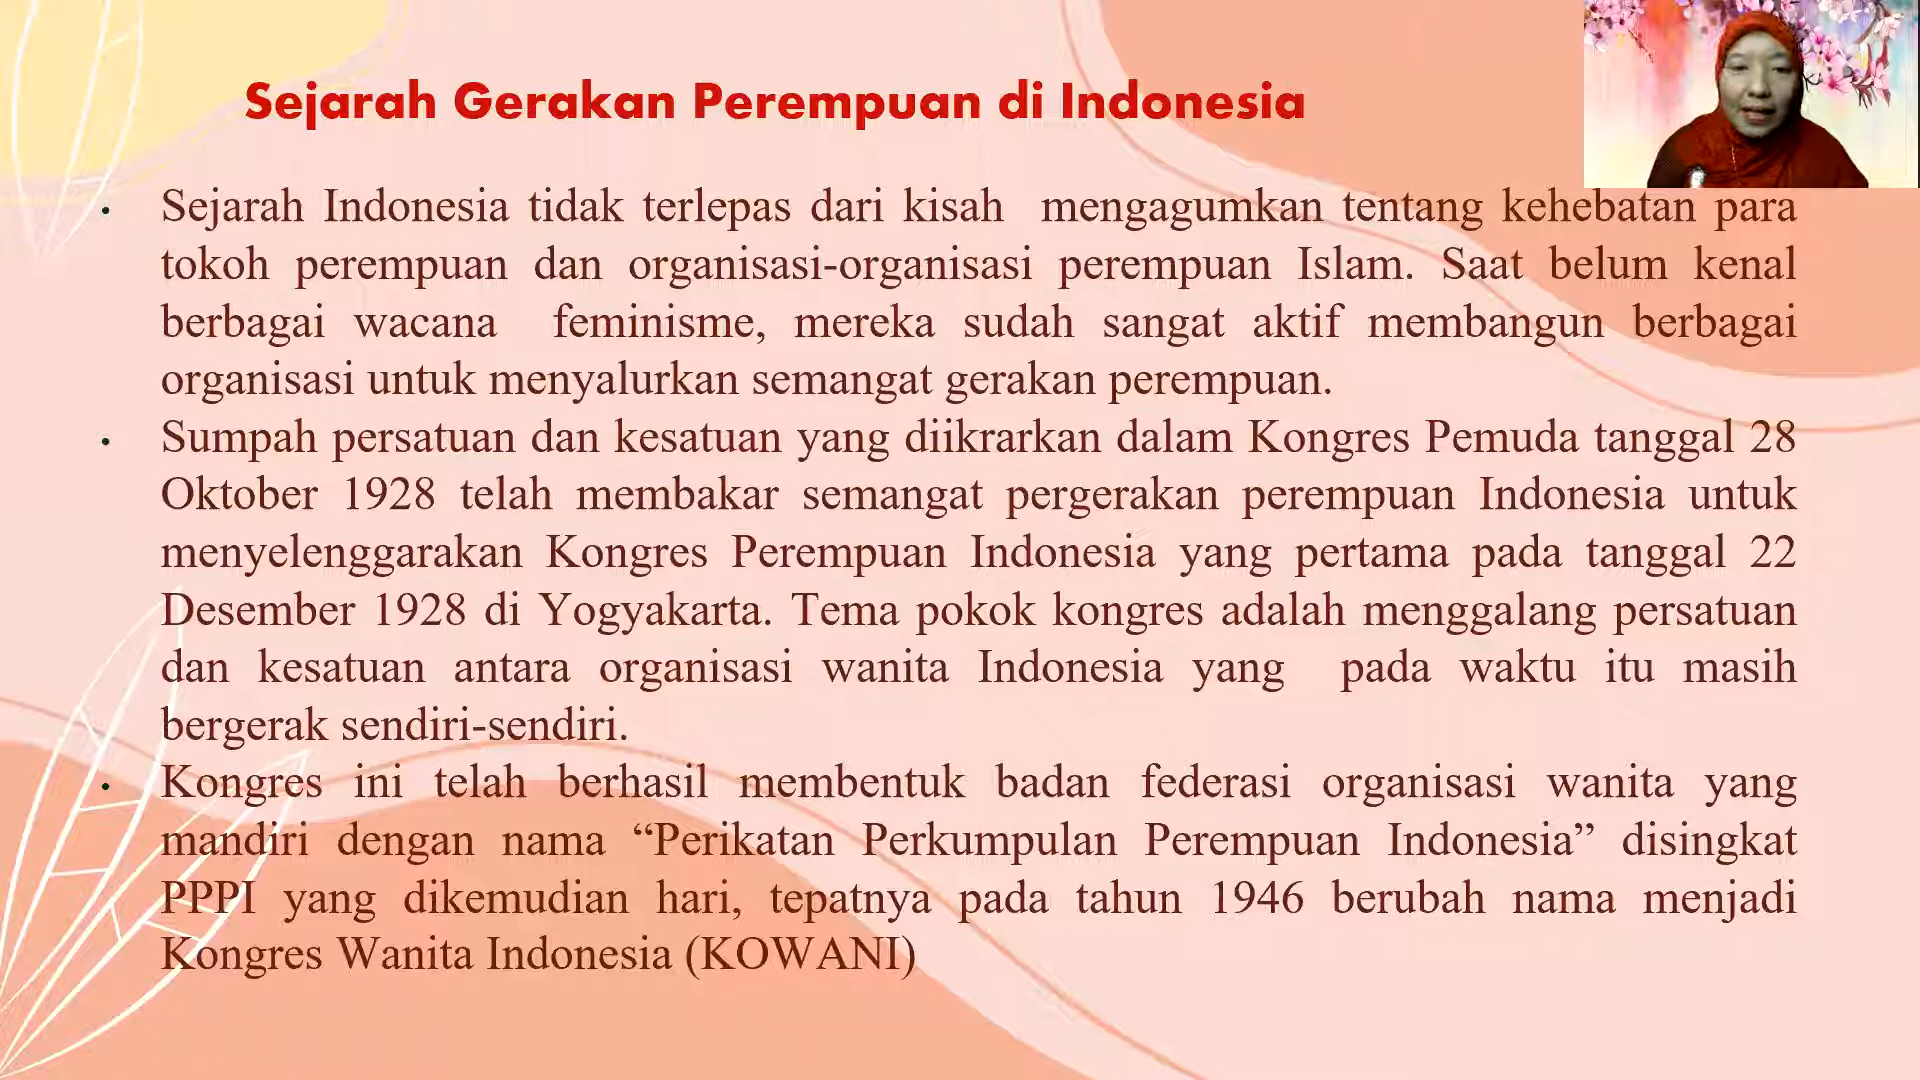 Sejarah Gerakan Perempuan di Indonesia
• Sejarah Indonesia tidak terlepas dari kisah mengagumkan tentang kehebatan para
tokoh perempuan dan organisasi-organisasi perempuan Islam. Saat belum kenal
berbagai wacana feminisme, mereka sudah sangat aktif membangun berbagai
organisasi untuk menyalurkan semangat gerakan perempuan.
• Sumpah persatuan dan kesatuan yang diikrarkan dalam Kongres Pemuda tanggal 28
Oktober 1928 telah membakar semangat pergerakan perempuan Indonesia untuk
menyelenggarakan Kongres Perempuan Indonesia yang pertama pada tanggal 22
Desember 1928 di Yogyakarta. Tema pokok kongres adalah menggalang persatuan
dan kesatuan antara organisasi wanita Indonesia yang pada waktu itu masih
bergerak sendiri-sendiri.
• Kongres ini telah berhasil membentuk badan federasi organisasi wanita yang
mandiri dengan nama “Perikatan Perkumpulan Perempuan Indonesia” disingkat
PPPI yang dikemudian hari, tepatnya pada tahun 1946 berubah nama menjadi
Kongres Wanita Indonesia (KOWANI)